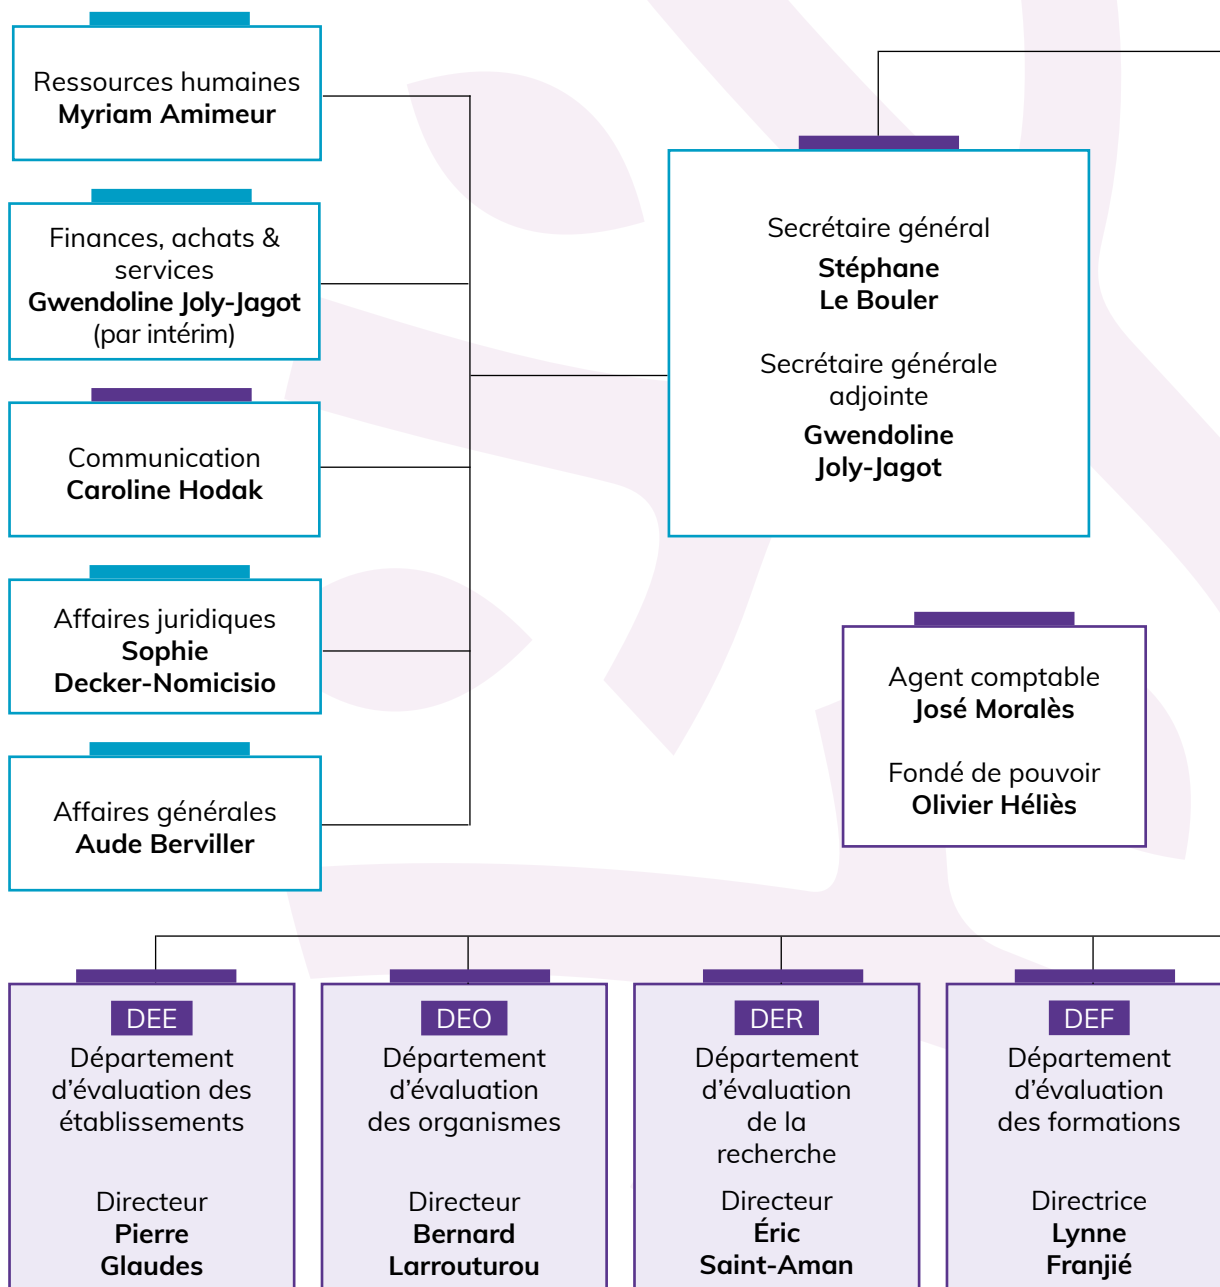 Ressources humaines
Myriam Amimeur
Finances, achats &
services
Gwendoline Joly-Jagot
(par intérim)
Communication
Caroline Hodak
Affaires juridiques
Sophie
Decker-Nomicisio
Affaires générales
Aude Berviller
Secrétaire général
Stéphane
Le Bouler
Secrétaire générale
adjointe
Gwendoline
Joly-Jagot
Agent comptable
José Moralès
Fondé de pouvoir
Olivier Héliès
DEE
Département
d’évaluation des
établissements
Directeur
Pierre
Glaudes
DEO
Département
d’évaluation
des organismes
Directeur
Bernard
Larrouturou
DER
Département
d’évaluation
de la
recherche
Directeur
Éric
Saint-Aman
DEF
Département
d’évaluation
des formations
Directrice
Lynne
Franjié